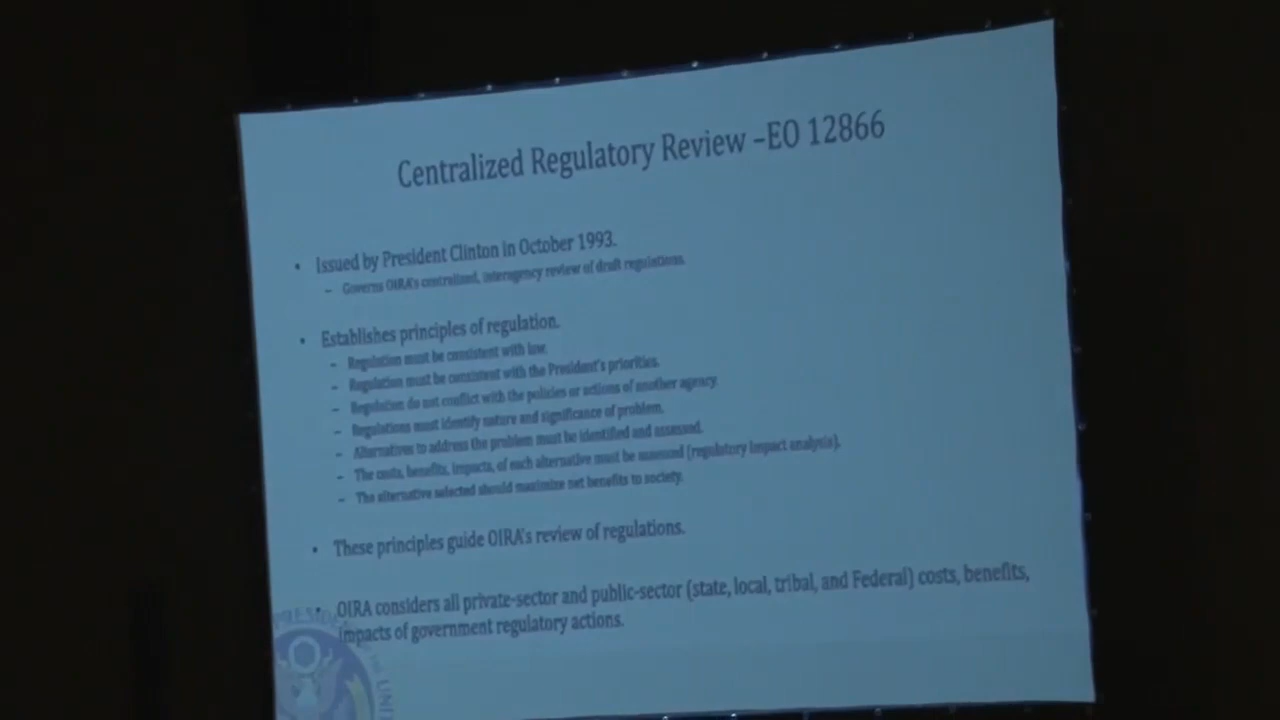 Centralized Regulatory Review –EO 12866
• Issued by President Clinton in October 1993.
– Governs OIRA's centralized, interagency review of draft regulations.
• Establishes principles of regulation.
– Regulation must be consistent with law.
– Regulation must be consistent with the President's priorities.
– Regulation do not conflict with the policies or actions of another agency.
– Regulations must identify nature and significance of problem.
– Alternatives to address the problem must be identified and assessed.
– The costs, benefits, impacts, of each alternative must be assessed (regulatory impact analysis).
– The alternative selected should maximize net benefits to society.
• These principles guide OIRA's review of regulations.
• OIRA considers all private-sector and public-sector (state, local, tribal, and Federal) costs, benefits,
impacts of government regulatory actions.